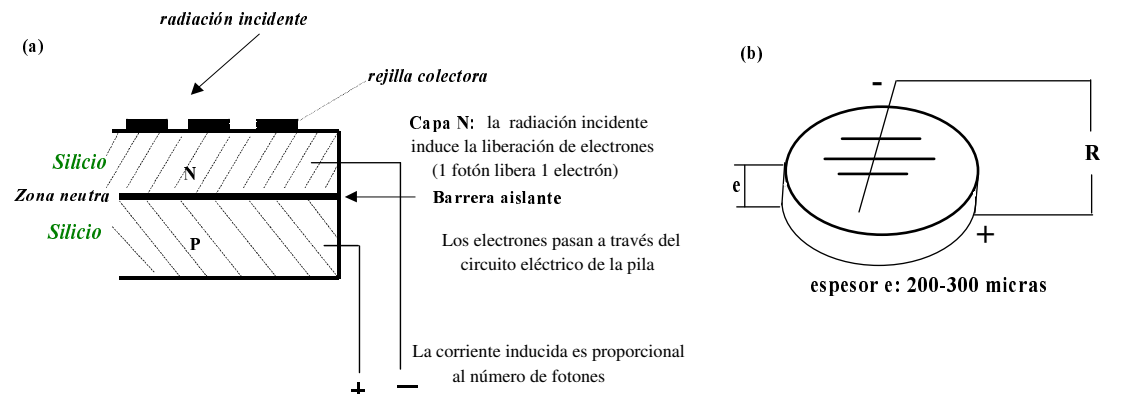 (a)
radiación incidente
rejilla colectora
Silicio
N
Zona neutra
Silicio
P
Capa N: la radiación incidente
induce la liberación de electrones
(1 fotón libera 1 electrón)
Barrera aislante
Los electrones pasan a través del
circuito eléctrico de la pila
La corriente inducida es proporcional
al número de fotones
+ −
(b)
-
R
e
+
espesor e: 200-300 micras